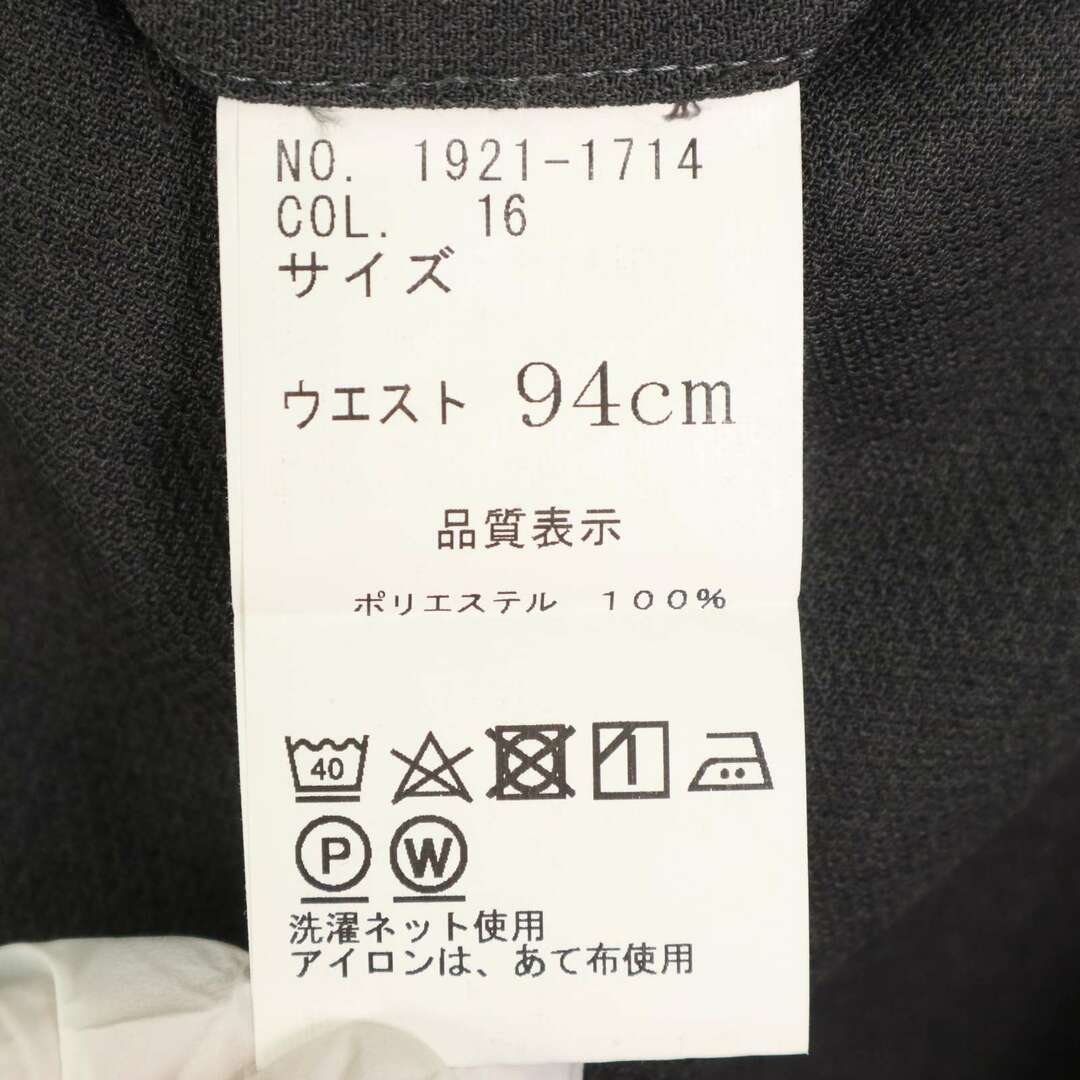 NO. 1921-1714
COL. 16
サイズ
ウエスト 94cm
品質表示
ポリエステル 100%
40
P W
洗濯ネット使用
アイロンは、あて布使用